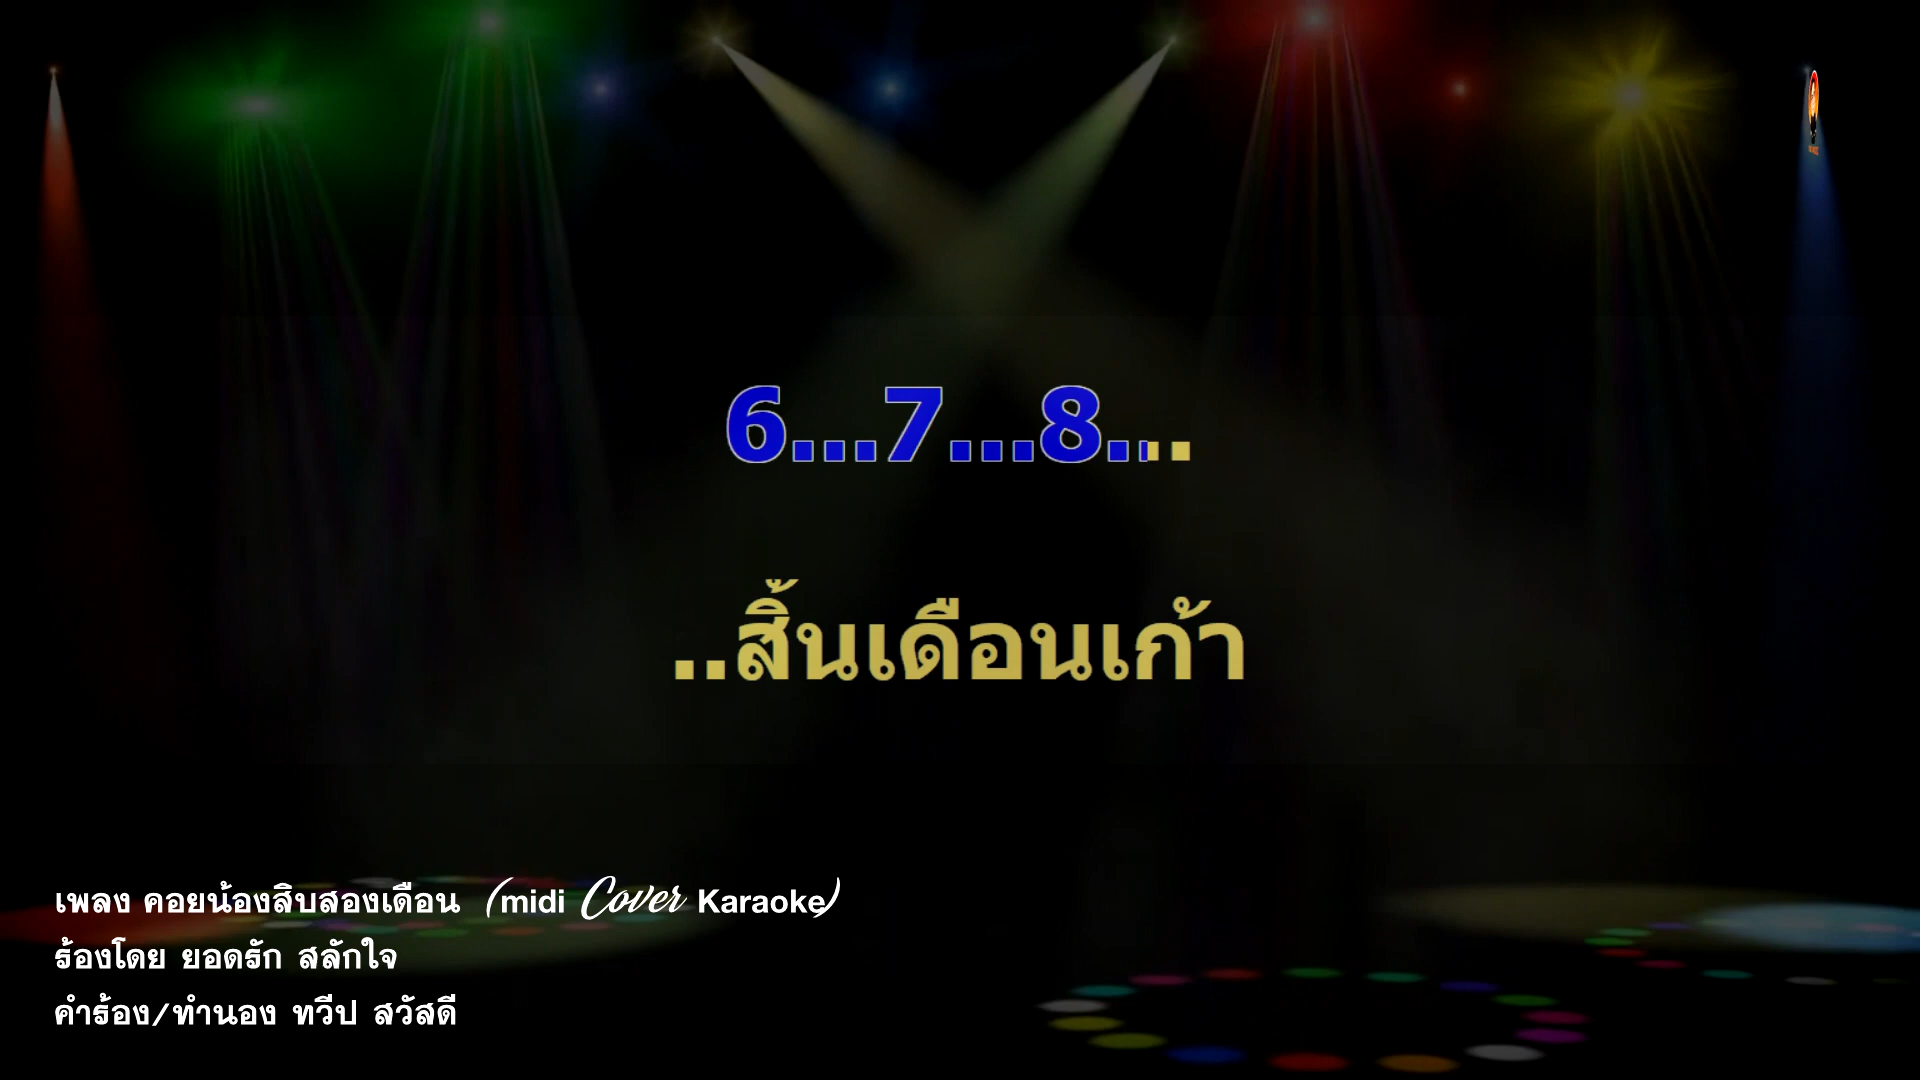 6...7...8....
..สิ้นเดือนเก้า
เพลง คอยน้องสิบสองเดือน (midi Cover Karaoke)
ร้องโดย ยอดรัก สลักใจ
คำร้อง/ทำนอง ทวีป สวัสดี